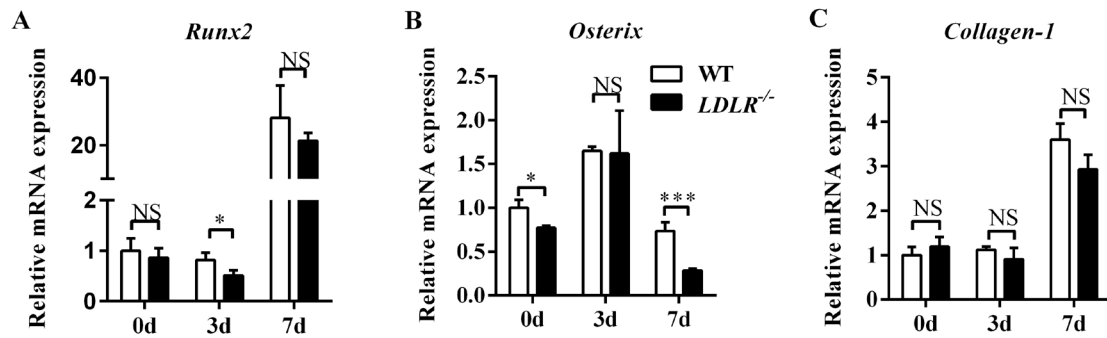 A
Runx2
Relative mRNA expression
40
20
2
1
0
NS
*
NS
0d 3d 7d
B
Osterix
Relative mRNA expression
2.5
2.0
1.5
1.0
0.5
0.0
*
NS
***
WT
LDLR-/-
0d 3d 7d
C
Collagen-1
Relative mRNA expression
5
4
3
2
1
0
NS
NS
NS
0d 3d 7d